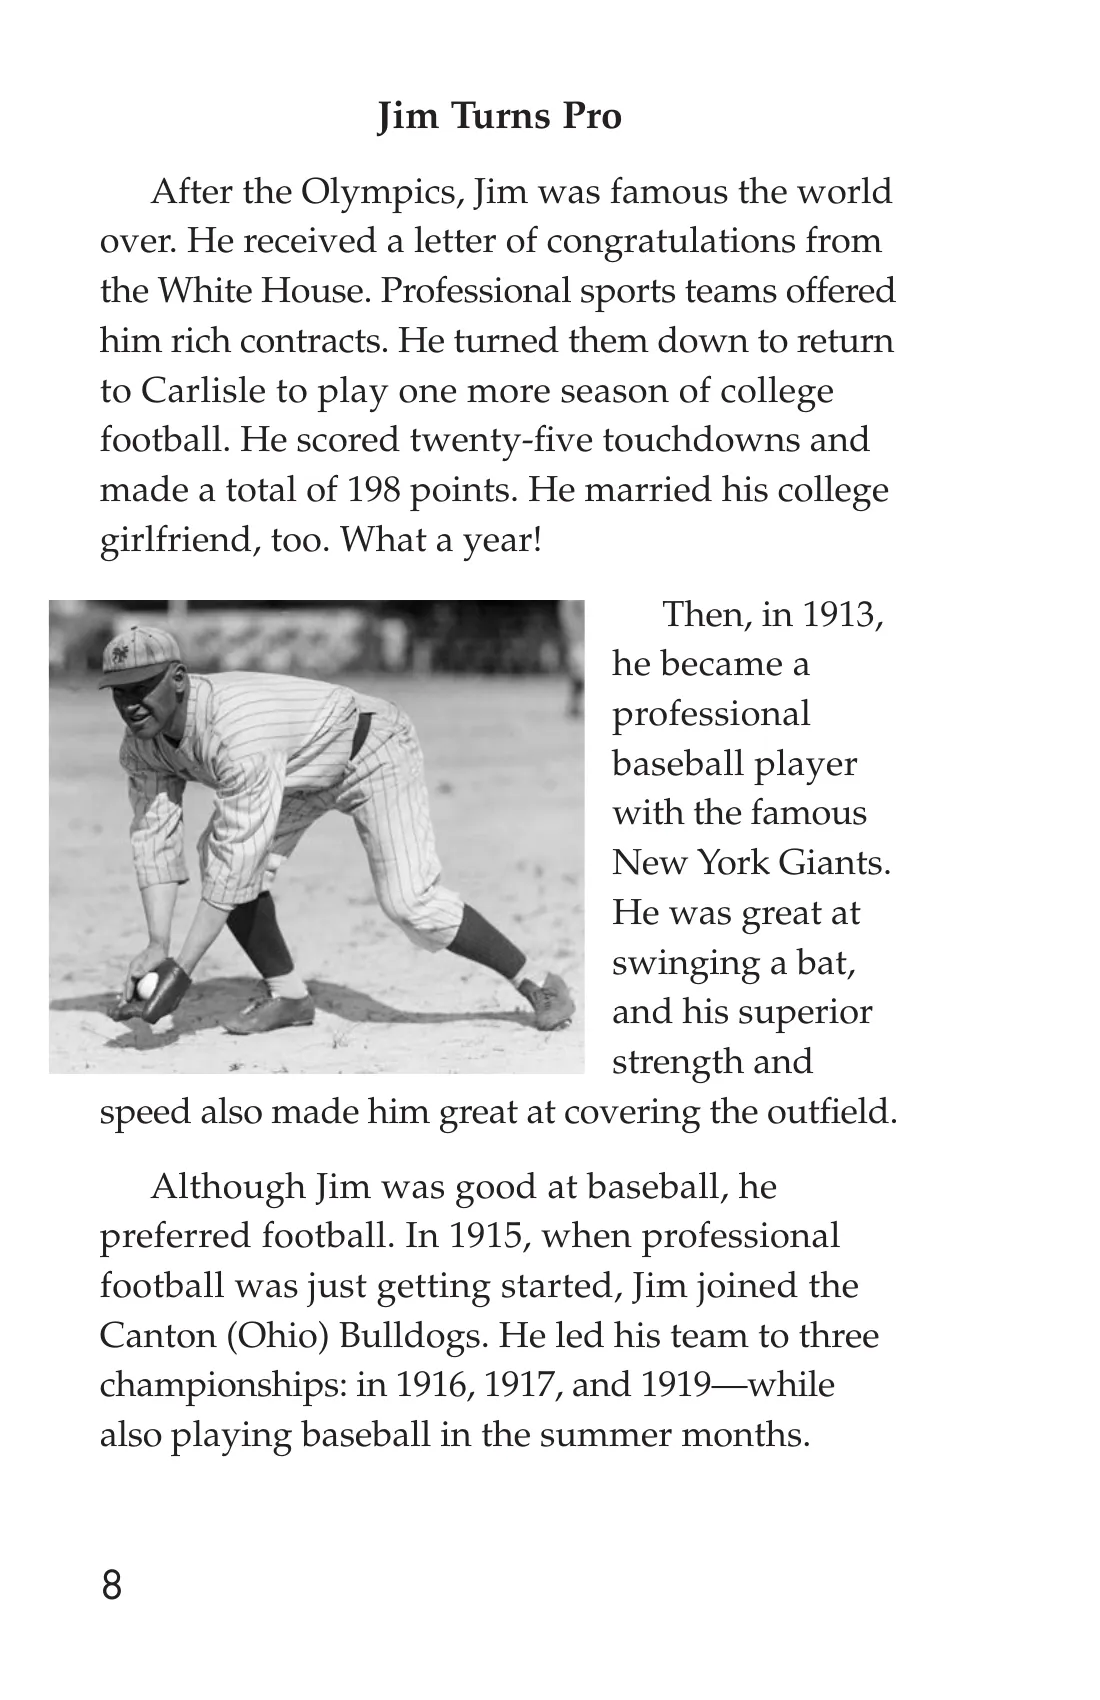 Jim Turns Pro
After the Olympics, Jim was famous the world
over. He received a letter of congratulations from
the White House. Professional sports teams offered
him rich contracts. He turned them down to return
to Carlisle to play one more season of college
football. He scored twenty-five touchdowns and
made a total of 198 points. He married his college
girlfriend, too. What a year!
Then, in 1913,
he became a
professional
baseball player
with the famous
New York Giants.
He was great at
swinging a bat,
and his superior
strength and
speed also made him great at covering the outfield.
Although Jim was good at baseball, he
preferred football. In 1915, when professional
football was just getting started, Jim joined the
Canton (Ohio) Bulldogs. He led his team to three
championships: in 1916, 1917, and 1919—while
also playing baseball in the summer months.
8